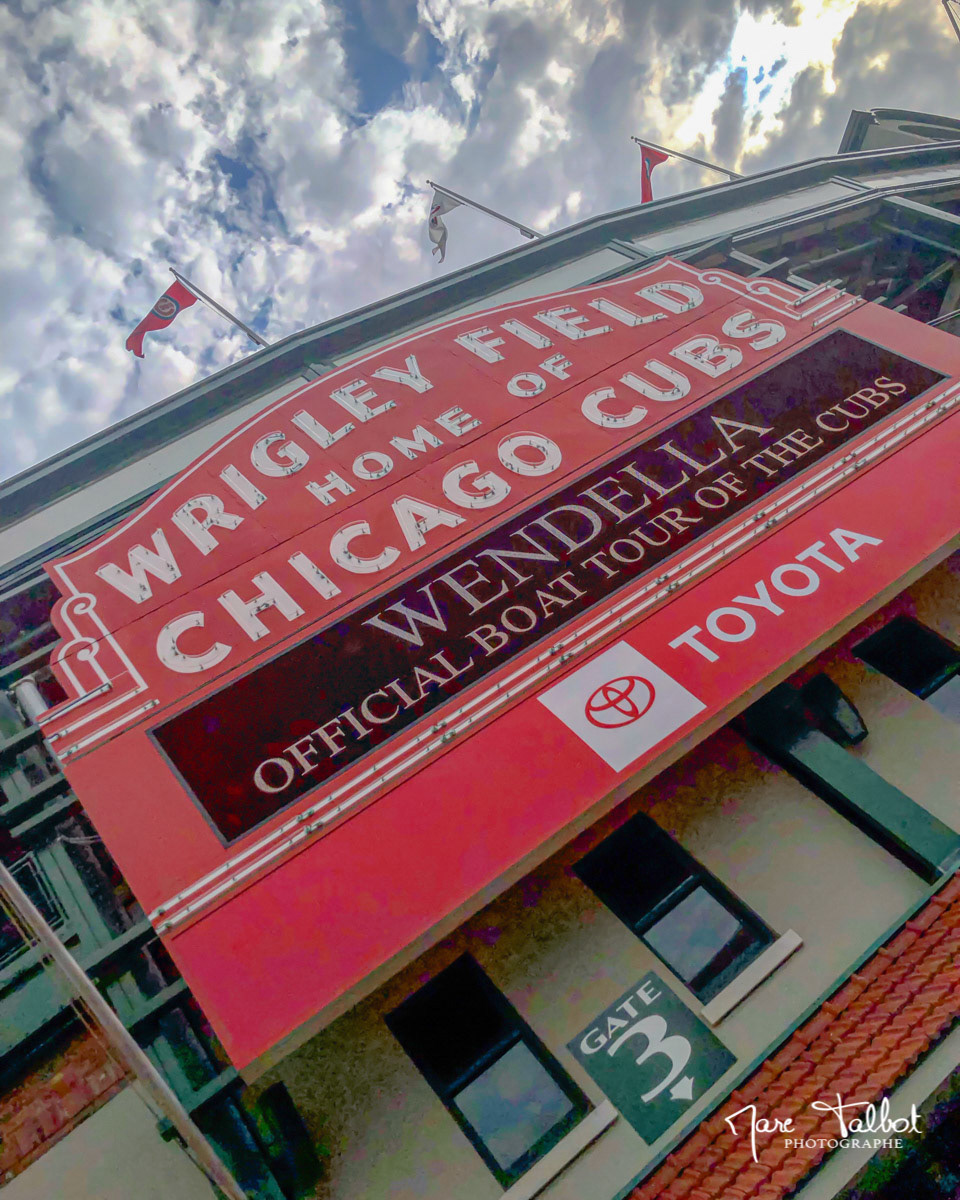 WRIGLEY FIELD
HOME OF
CHICAGO CUBS
WENDELLA
OFFICIAL BOAT TOUR OF THE CUBS
TOYOTA
GATE
3
Marc Talbot
PHOTOGRAPHE